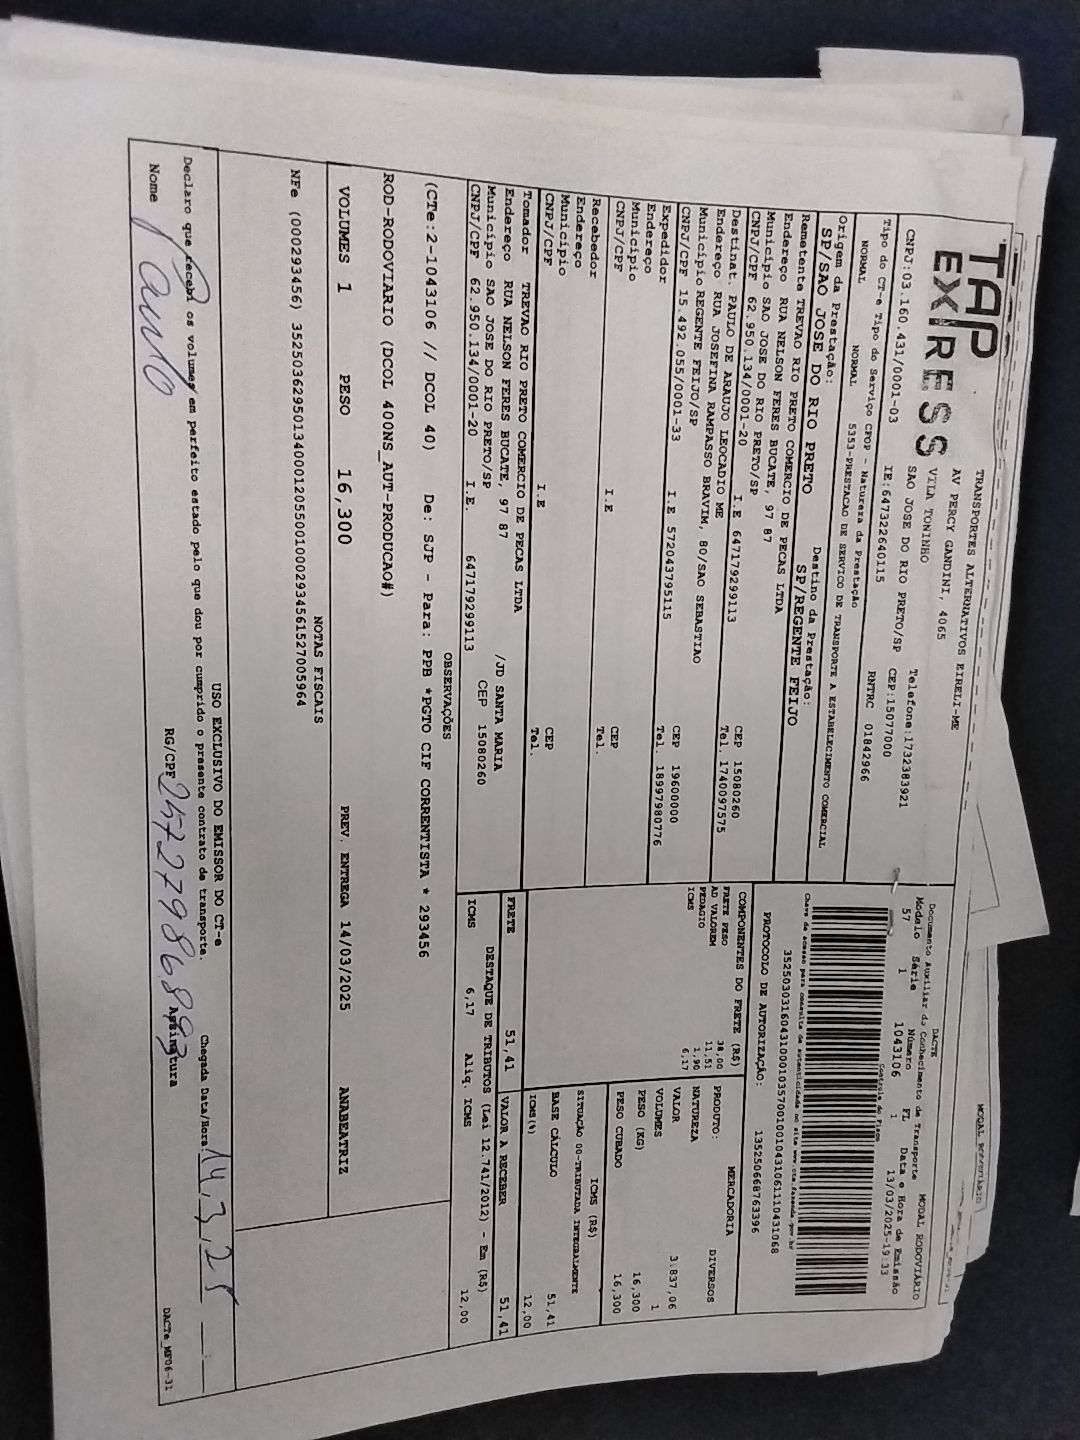 TAP
EXPRESS
TRANSPORTES ALTERNATIVOS EIRELI-ME
AV PERCY GANDINI, 4065
VILA TONINHO
SAO JOSE DO RIO PRETO/SP
Telefone:1732383921
CEP:15077000
CNPJ:03.160.431/0001-03
IE:647322640115
RNTRC 01842966
Tipo do CT-e Tipo do Serviço CFOP - Natureza da Prestação
NORMAL NORMAL 5353-PRESTACAO DE SERVICO DE TRANSPORTE A ESTABELECIMENTO COMERCIAL
Origem da Prestação: Destino da Prestação:
SP/SAO JOSE DO RIO PRETO SP/REGENTE FEIJO
Remetente TREVAO RIO PRETO COMERCIO DE PECAS LTDA
Endereço RUA NELSON FERES BUCATE, 97 87
Município SAO JOSE DO RIO PRETO/SP CEP 15080260
CNPJ/CPF 62.950.134/0001-20 I.E 647179299113 Tel. 1740097575
Destinat. PAULO DE ARAUJO LEOCADIO ME
Endereço RUA JOSEFINA RAMPASSO BRAVIM, 80/SAO SEBASTIAO
Município REGENTE FEIJO/SP CEP 19600000
CNPJ/CPF 15.492.055/0001-33 I.E 572043795115 Tel. 18997980776
Expedidor
Endereço
Município CEP
CNPJ/CPF I.E Tel.
Recebedor
Endereço
Município CEP
CNPJ/CPF I.E Tel.
Tomador TREVAO RIO PRETO COMERCIO DE PECAS LTDA
Endereço RUA NELSON FERES BUCATE, 97 87 /JD SANTA MARIA
Município SAO JOSE DO RIO PRETO/SP CEP 15080260
CNPJ/CPF 62.950.134/0001-20 I.E. 647179299113
MODAL RODOVIÁRIO
DACTE MODAL RODOVIÁRIO
Documento Auxiliar do Conhecimento de Transporte
Modelo Série Número FL Data e Hora de Emissão
57 1 1043106 1 13/03/2025-19:33
Controle do Fisco
Chave de acesso para consulta de autenticidade no site www.cte.fazenda.gov.br
35250303160431000103570010010431061110431068
PROTOCOLO DE AUTORIZAÇÃO: 135250668763396
COMPONENTES DO FRETE (R$)
FRETE PESO 38,00
AD VALOREM 11,51
PEDAGIO 1,90
ICMS 6,17
MERCADORIA
PRODUTO: DIVERSOS
NATUREZA
VALOR 3.837,06
VOLUMES 1
PESO (KG) 16,300
PESO CUBADO 16,300
ICMS (R$)
SITUAÇÃO 00-TRIBUTADA INTEGRALMENTE
BASE CÁLCULO 51,41
ICMS(%) 12,00
FRETE 51,41 VALOR A RECEBER 51,41
DESTAQUE DE TRIBUTOS (Lei 12.741/2012) - Em (R$)
ICMS 6,17 Aliq. ICMS 12,00
OBSERVAÇÕES
(CTe:2-1043106 // DCOL 40) De: SJP - Para: PPB *PGTO CIF CORRENTISTA * 293456
ROD-RODOVIARIO (DCOL 400NS_AUT-PRODUCAO#)
VOLUMES 1 PESO 16,300 PREV. ENTREGA 14/03/2025 ANABEATRIZ
NOTAS FISCAIS
NFe (000293456) 35250362950134000120550010002934561527005964
USO EXCLUSIVO DO EMISSOR DO CT-e
Declaro que recebi os volumes em perfeito estado pelo que dou por cumprido o presente contrato de transporte.
Chegada Data/Hora 14,3,25
Nome Paulo RG/CPF 25727986893 Assinatura
DACTe_MF06-31